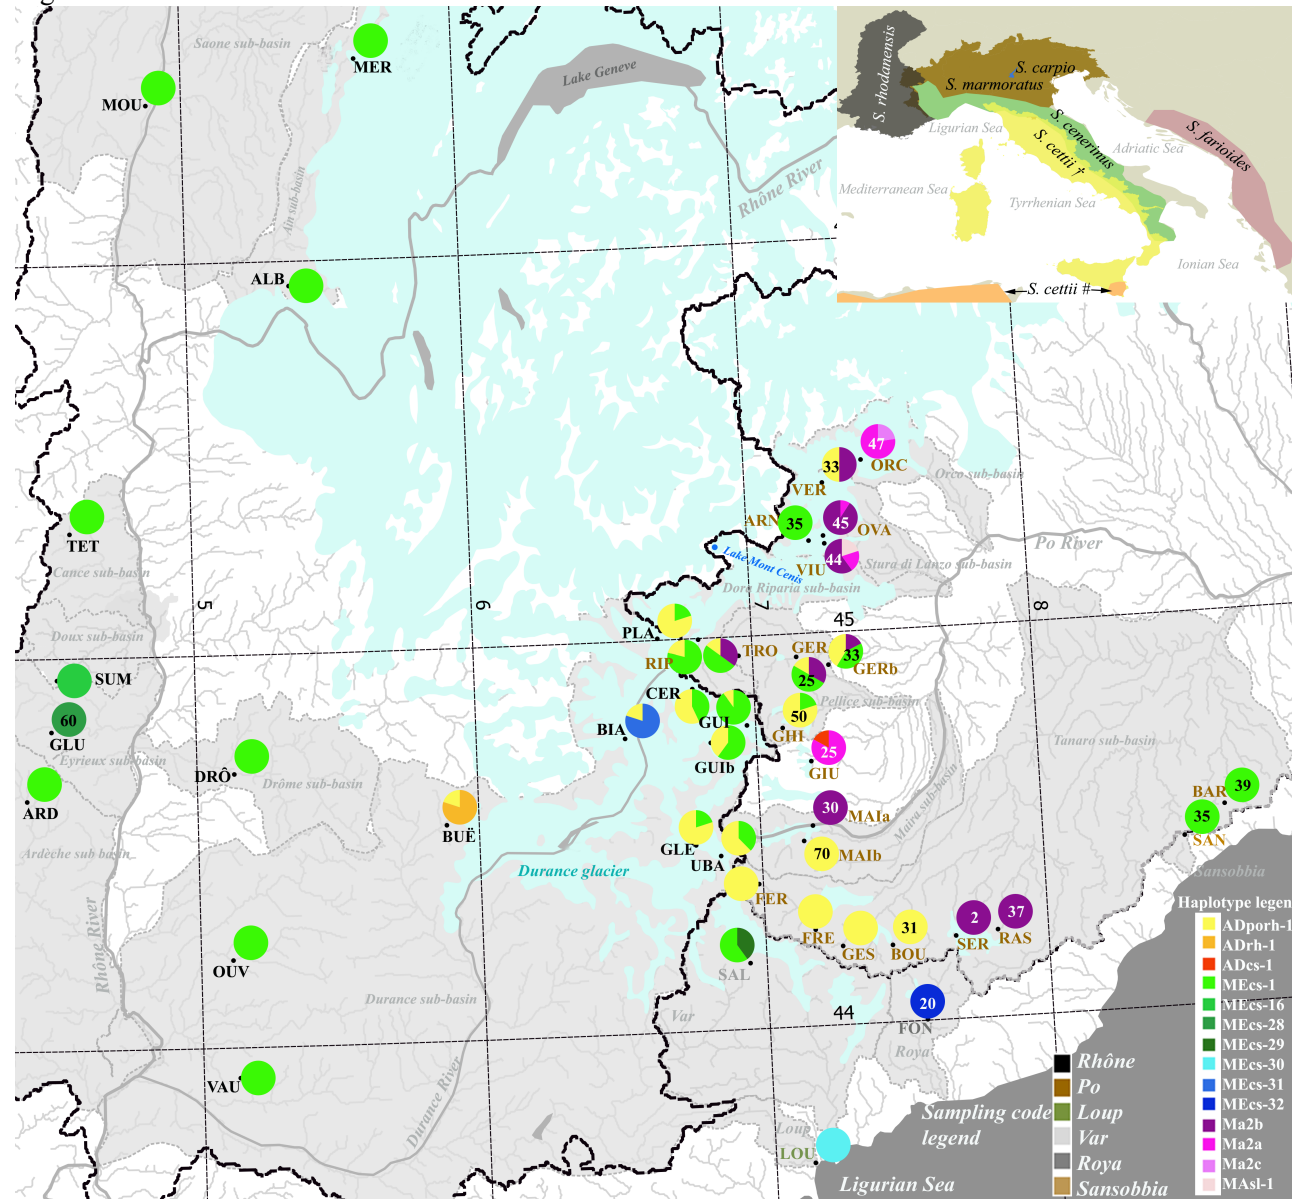 MER
MOU
Saone sub-basin
Ain sub-basin
ALB
Lake Geneve
Rhône River
S. rhodanensis
S. carpio
S. marmoratus
S. cenerinus
S. cettii †
S. farioides
Ligurian Sea
Adriatic Sea
Mediterranean Sea
Tyrrhenian Sea
Ionian Sea
S. cettii #
47
ORC
33
VER
Orco sub-basin
ARN
35
45
OVA
44
VIU
Stura di Lanzo sub-basin
Po River
Lake Mont Cenis
Dora Riparia sub-basin
TET
Cance sub-basin
Doux sub-basin
5
6
7
45
8
PLA
RIP
TRO
GER
25
33
GERb
SUM
60
GLU
Eyrieux sub-basin
CER
GUI
GUIb
BIA
50
GHI
Pellice sub-basin
25
GIU
Tanaro sub-basin
DRÔ
Drôme sub-basin
ARD
Ardèche sub basin
BUË
30
MAIa
Maira sub-basin
70
MAIb
GLE
UBA
FER
Durance glacier
BAR
39
35
SAN
Sansobbia
Rhône River
OUV
Durance sub-basin
SAL
Var
FRE
GES
31
BOU
2
SER
37
RAS
20
FON
Roya
44
VAU
Durance River
Loup
LOU
Ligurian Sea
Sampling code
legend
Rhône
Po
Loup
Var
Roya
Sansobbia
Haplotype legen
ADporh-1
ADrh-1
ADcs-1
MEcs-1
MEcs-16
MEcs-28
MEcs-29
MEcs-30
MEcs-31
MEcs-32
Ma2b
Ma2a
Ma2c
MAsl-1